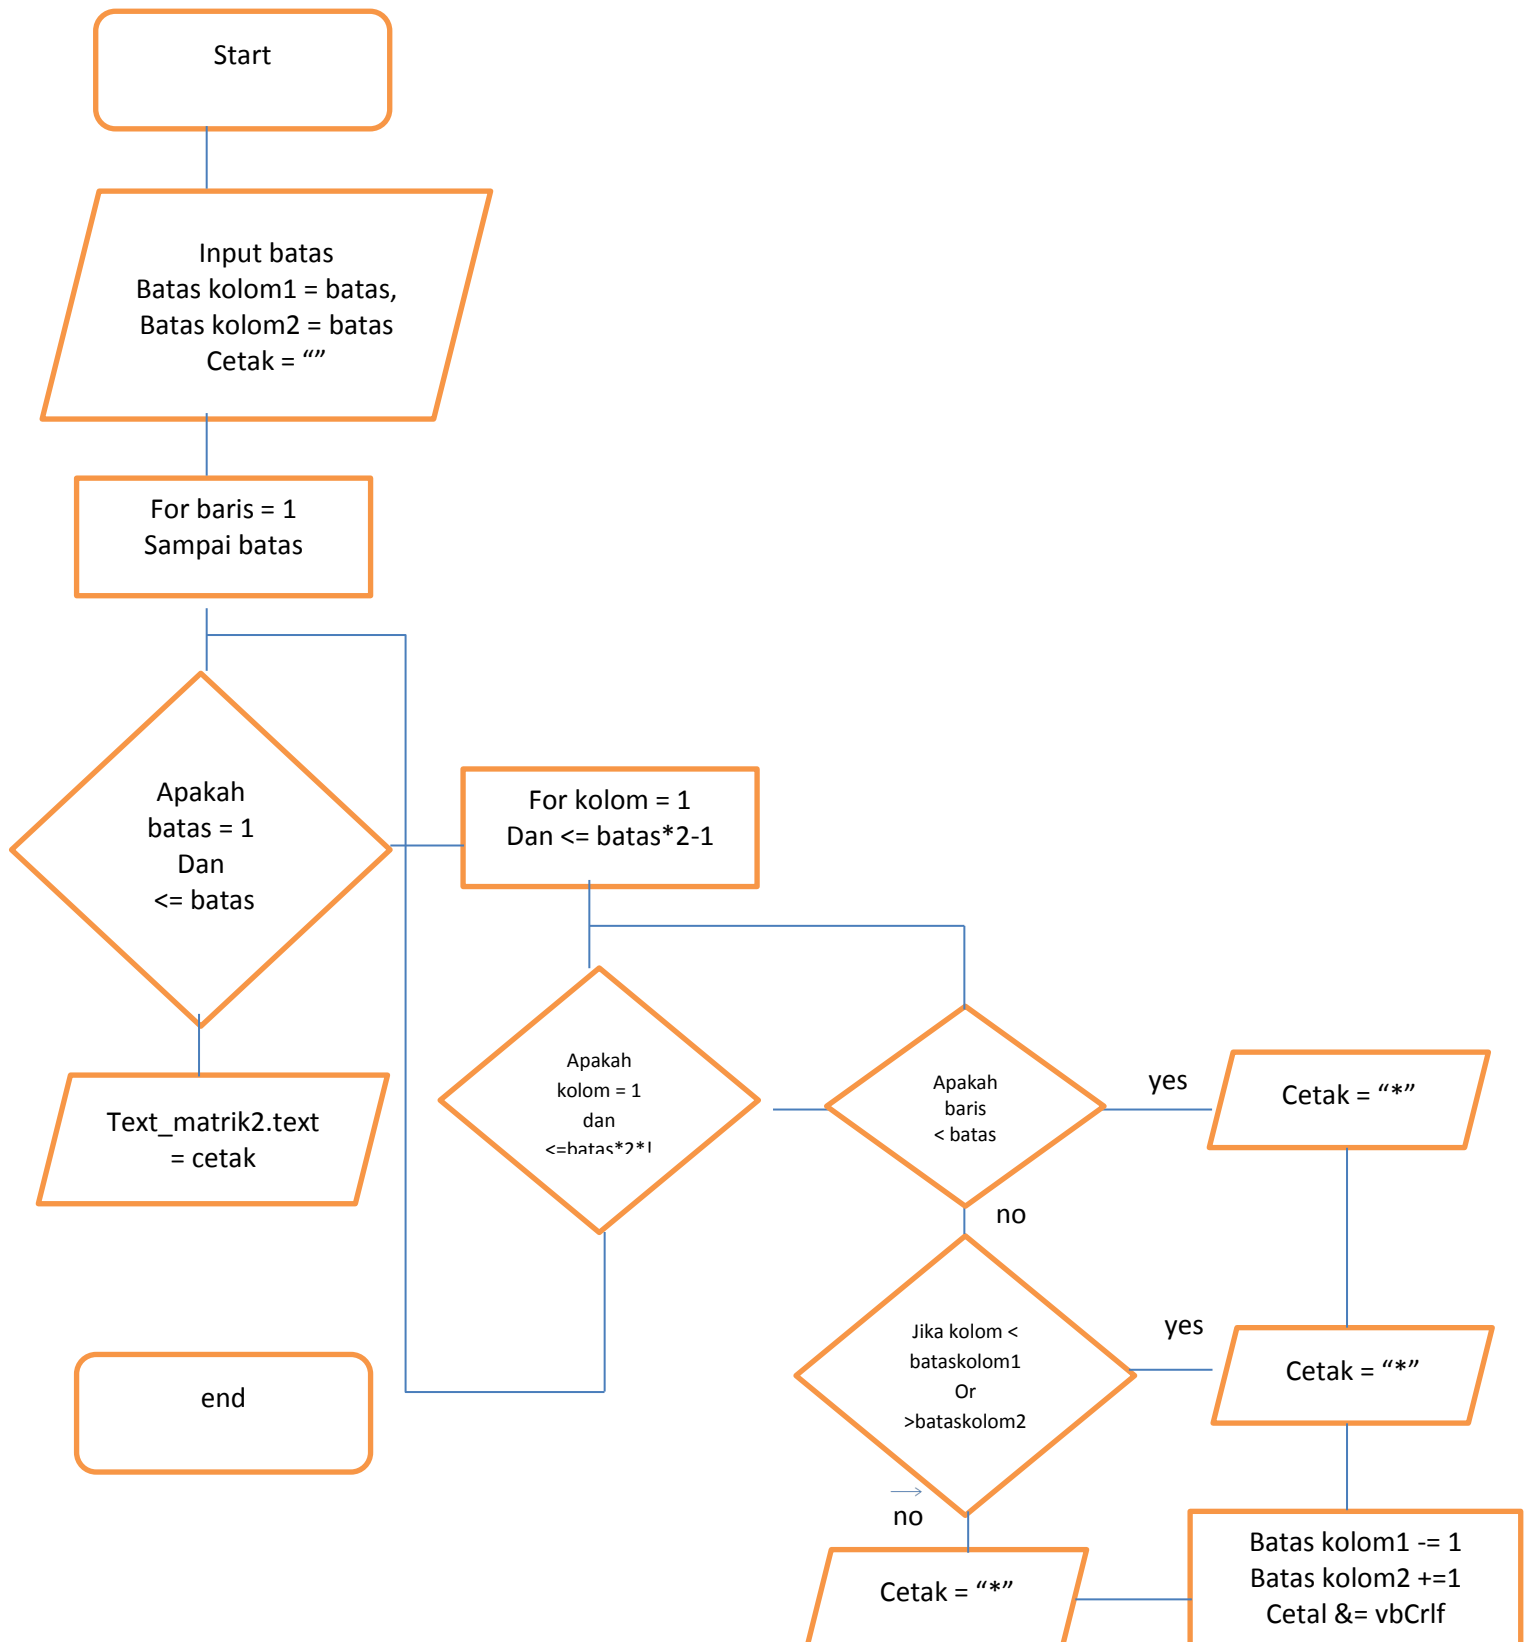 Start
Input batas
Batas kolom1 = batas,
Batas kolom2 = batas
Cetak = “”
For baris = 1
Sampai batas
Apakah
batas = 1
Dan
<= batas
For kolom = 1
Dan <= batas*2-1
Text_matrik2.text
= cetak
Apakah
kolom = 1
dan
<=batas*2*
Apakah
baris
< batas
yes
Cetak = “*”
no
Jika kolom <
bataskolom1
Or
>bataskolom2
yes
Cetak = “*”
end
no
Cetak = “*”
Batas kolom1 -= 1
Batas kolom2 +=1
Cetal &= vbCrlf